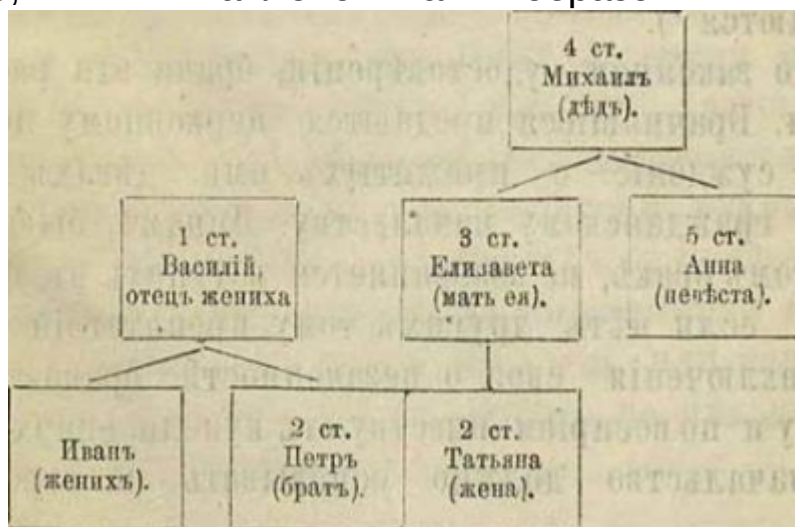 4 ст.
Михаилъ
(дѣдъ).
1 ст.
Василій,
отецъ жениха
3 ст.
Елизавета
(мать ея).
5 ст.
Анна
(невѣста).
Иванъ
(женихъ).
2 ст.
Петръ
(братъ).
2 ст.
Татьяна
(жена).